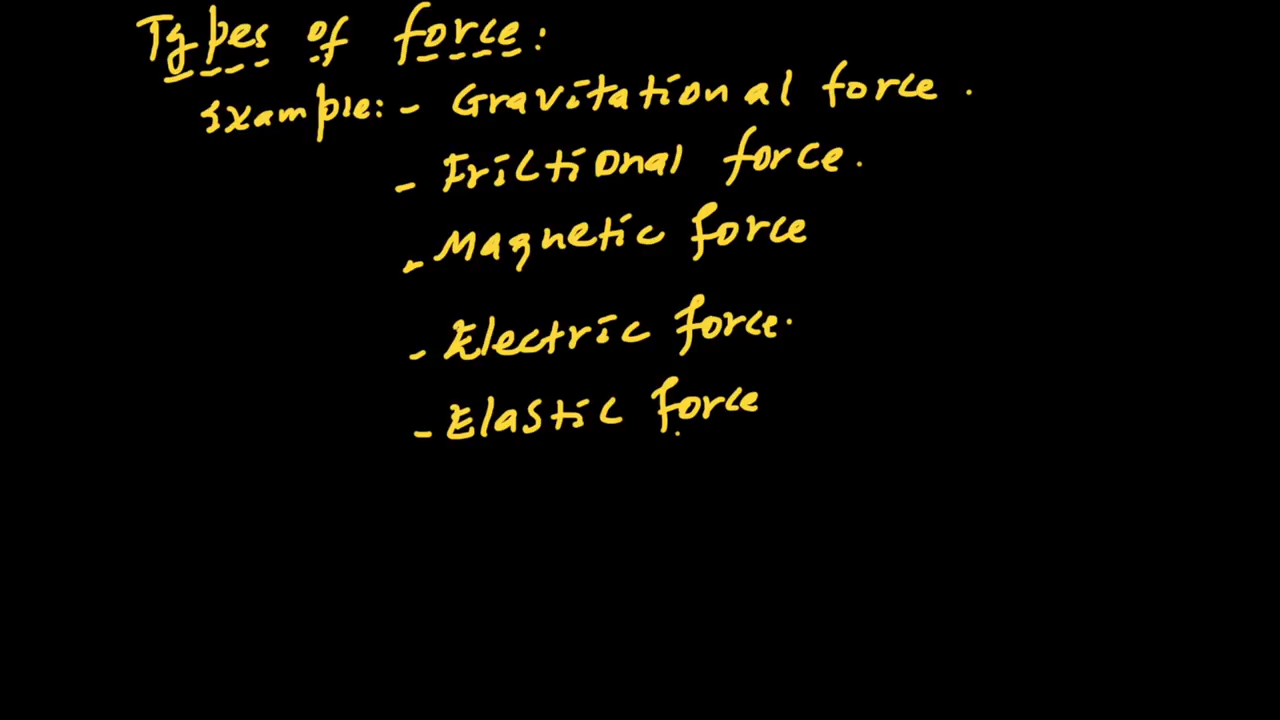 Types of force:
Example: - Gravitational force.
- Frictional force.
- Magnetic force
- Electric force.
- Elastic force